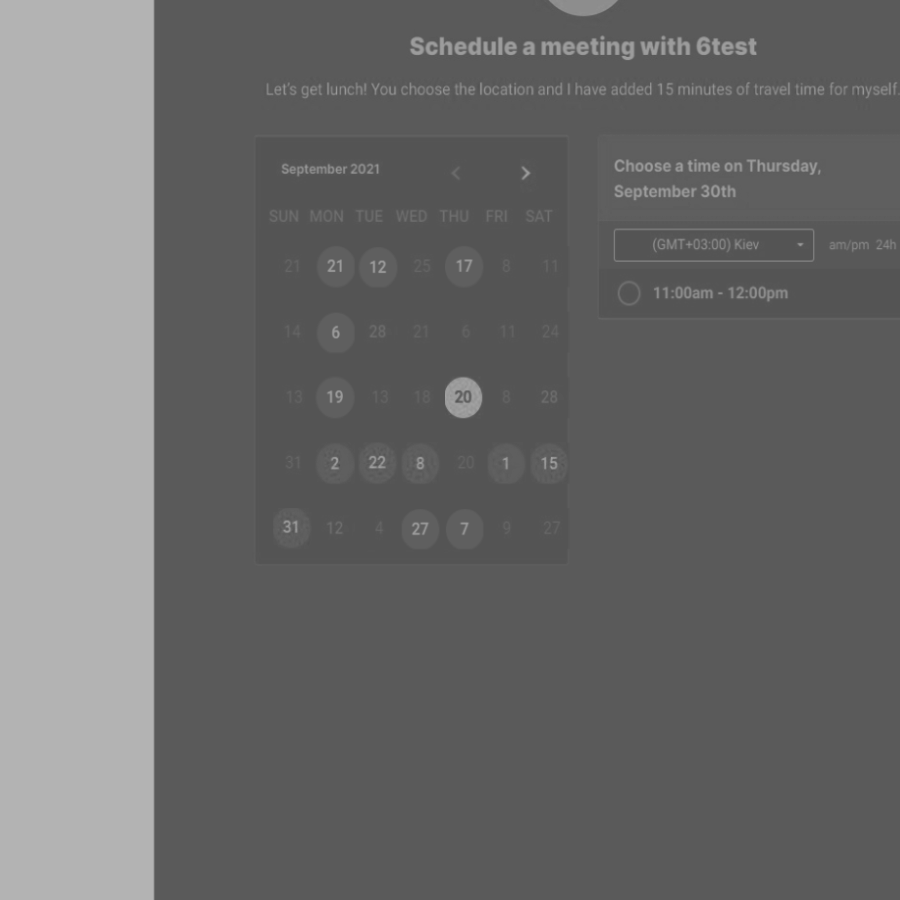 Schedule a meeting with 6test
Let's get lunch! You choose the location and I have added 15 minutes of travel time for myself.
September 2021
SUN MON TUE WED THU FRI SAT
21 21 12 25 17 8 11
14 6 28 21 6 11 24
13 19 13 18 20 8 28
31 2 22 8 20 1 15
31 12 4 27 7 9 27
Choose a time on Thursday,
September 30th
(GMT+03:00) Kiev am/pm 24h
11:00am - 12:00pm